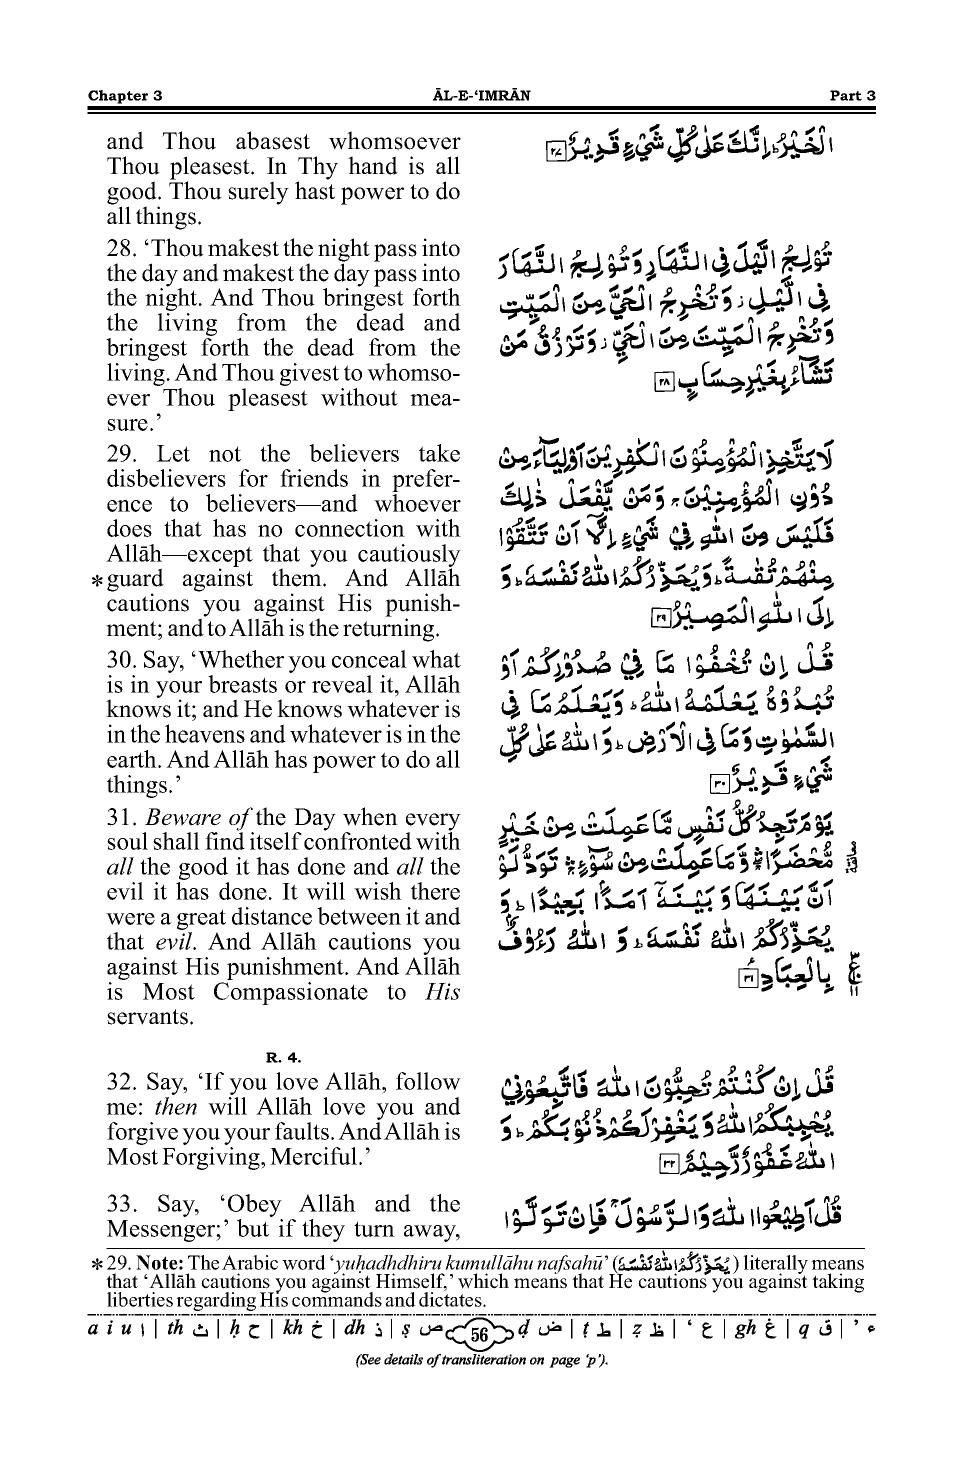 Chapter 3 ĀL-E-‘IMRĀN Part 3
and Thou abasest whomsoever
Thou pleasest. In Thy hand is all
good. Thou surely hast power to do
all things.
28. ‘Thou makest the night pass into
the day and makest the day pass into
the night. And Thou bringest forth
the living from the dead and
bringest forth the dead from the
living. And Thou givest to whomso-
ever Thou pleasest without mea-
sure.’
29. Let not the believers take
disbelievers for friends in prefer-
ence to believers—and whoever
does that has no connection with
Allāh—except that you cautiously
*guard against them. And Allāh
cautions you against His punish-
ment; and to Allāh is the returning.
30. Say, ‘Whether you conceal what
is in your breasts or reveal it, Allāh
knows it; and He knows whatever is
in the heavens and whatever is in the
earth. And Allāh has power to do all
things.’
31. Beware of the Day when every
soul shall find itself confronted with
all the good it has done and all the
evil it has done. It will wish there
were a great distance between it and
that evil. And Allāh cautions you
against His punishment. And Allāh
is Most Compassionate to His
servants.
R. 4.
32. Say, ‘If you love Allāh, follow
me: then will Allāh love you and
forgive you your faults. And Allāh is
Most Forgiving, Merciful.’
33. Say, ‘Obey Allāh and the
Messenger;’ but if they turn away,
الْخَيْرُ ؕ اِنَّكَ عَلٰى كُلِّ شَيْءٍ قَدِيْرٌ ۲۷
تُوْلِجُ الَّيْلَ فِى النَّهَارِ وَ تُوْلِجُ النَّهَارَ
فِى الَّيْلِ ؗ وَ تُخْرِجُ الْحَيَّ مِنَ الْمَيِّتِ
وَ تُخْرِجُ الْمَيِّتَ مِنَ الْحَيِّ ؗ وَ تَرْزُقُ مَنْ
تَشَآءُ بِغَيْرِ حِسَابٍ ۲۸
لَا يَتَّخِذِ الْمُؤْمِنُوْنَ الْكٰفِرِيْنَ اَوْلِيَآءَ مِنْ
دُوْنِ الْمُؤْمِنِيْنَ ۚ وَ مَنْ يَّفْعَلْ ذٰلِكَ
فَلَيْسَ مِنَ اللّٰهِ فِيْ شَيْءٍ اِلَّاۤ اَنْ تَتَّقُوْا
مِنْهُمْ تُقٰىةً ؕ وَ يُحَذِّرُكُمُ اللّٰهُ نَفْسَهٗ ؕ وَ
اِلَى اللّٰهِ الْمَصِيْرُ ۲۹
قُلْ اِنْ تُخْفُوْا مَا فِيْ صُدُوْرِكُمْ اَوْ
تُبْدُوْهُ يَعْلَمْهُ اللّٰهُ ؕ وَ يَعْلَمُ مَا فِى
السَّمٰوٰتِ وَ مَا فِى الْاَرْضِ ؕ وَ اللّٰهُ عَلٰى كُلِّ
شَيْءٍ قَدِيْرٌ ۳۰
يَوْمَ تَجِدُ كُلُّ نَفْسٍ مَّا عَمِلَتْ مِنْ خَيْرٍ
مُّحْضَرًا ۛۖ وَّ مَا عَمِلَتْ مِنْ سُوْٓءٍ ۛۚ تَوَدُّ لَوْ
اَنَّ بَيْنَهَا وَ بَيْنَهٗۤ اَمَدًۢا بَعِيْدًا ؕ وَ
يُحَذِّرُكُمُ اللّٰهُ نَفْسَهٗ ؕ وَ اللّٰهُ رَءُوْفٌۢ
بِالْعِبَادِ ۳۱
قُلْ اِنْ كُنْتُمْ تُحِبُّوْنَ اللّٰهَ فَاتَّبِعُوْنِيْ
يُحْبِبْكُمُ اللّٰهُ وَ يَغْفِرْ لَكُمْ ذُنُوْبَكُمْ ؕ وَ
اللّٰهُ غَفُوْرٌ رَّحِيْمٌ ۳۲
قُلْ اَطِيْعُوا اللّٰهَ وَ الرَّسُوْلَ ۚ فَاِنْ تَوَلَّوْا
*29. Note: The Arabic word ‘yuḥadhdhiru kumullāhu nafsahū’ (يُحَذِّرُكُمُ اللّٰهُ نَفْسَهٗ) literally means
that ‘Allāh cautions you against Himself,’ which means that He cautions you against taking
liberties regarding His commands and dictates.
a i u ا | th ث | ḥ ح | kh خ | dh ذ | ṣ ص 56 ḍ ض | ṭ ط | ẓ ظ | ‘ ع | gh غ | q ق | ’ ء
(See details of transliteration on page ‘p’).